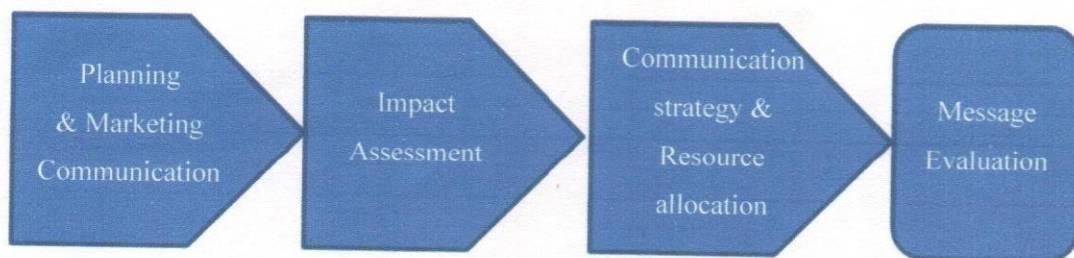 Planning
& Marketing
Communication
Impact
Assessment
Communication
strategy &
Resource
allocation
Message
Evaluation